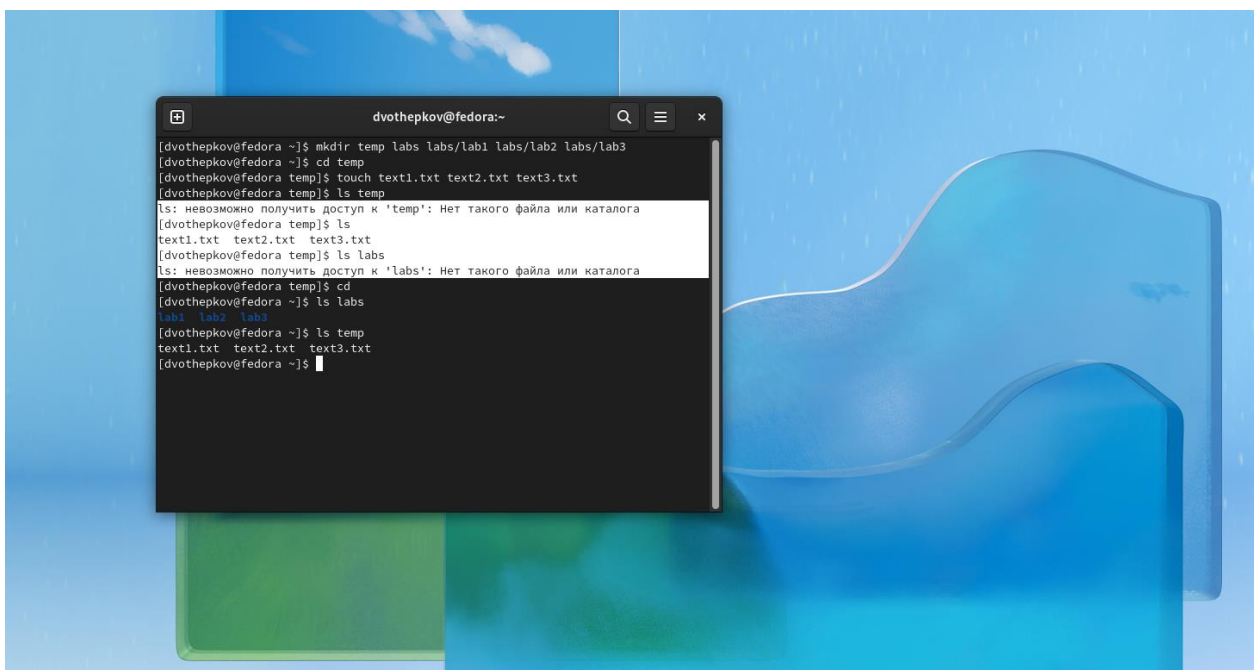 dvothepkov@fedora:~
[dvothepkov@fedora ~]$ mkdir temp labs labs/lab1 labs/lab2 labs/lab3
[dvothepkov@fedora ~]$ cd temp
[dvothepkov@fedora temp]$ touch text1.txt text2.txt text3.txt
[dvothepkov@fedora temp]$ ls temp
ls: невозможно получить доступ к 'temp': Нет такого файла или каталога
[dvothepkov@fedora temp]$ ls
text1.txt  text2.txt  text3.txt
[dvothepkov@fedora temp]$ ls labs
ls: невозможно получить доступ к 'labs': Нет такого файла или каталога
[dvothepkov@fedora temp]$ cd
[dvothepkov@fedora ~]$ ls labs
lab1  lab2  lab3
[dvothepkov@fedora ~]$ ls temp
text1.txt  text2.txt  text3.txt
[dvothepkov@fedora ~]$